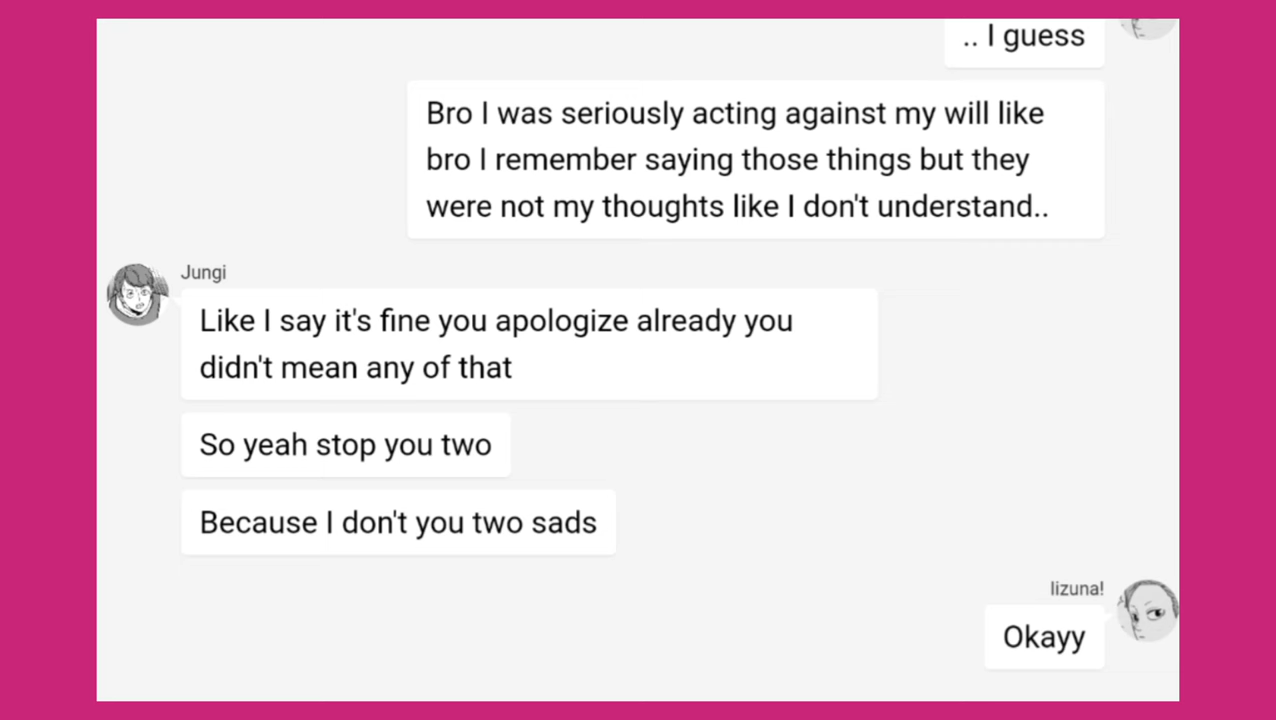 .. I guess
Bro I was seriously acting against my will like
bro I remember saying those things but they
were not my thoughts like I don't understand..
Jungi
Like I say it's fine you apologize already you
didn't mean any of that
So yeah stop you two
Because I don't you two sads
lizuna!
Okayy